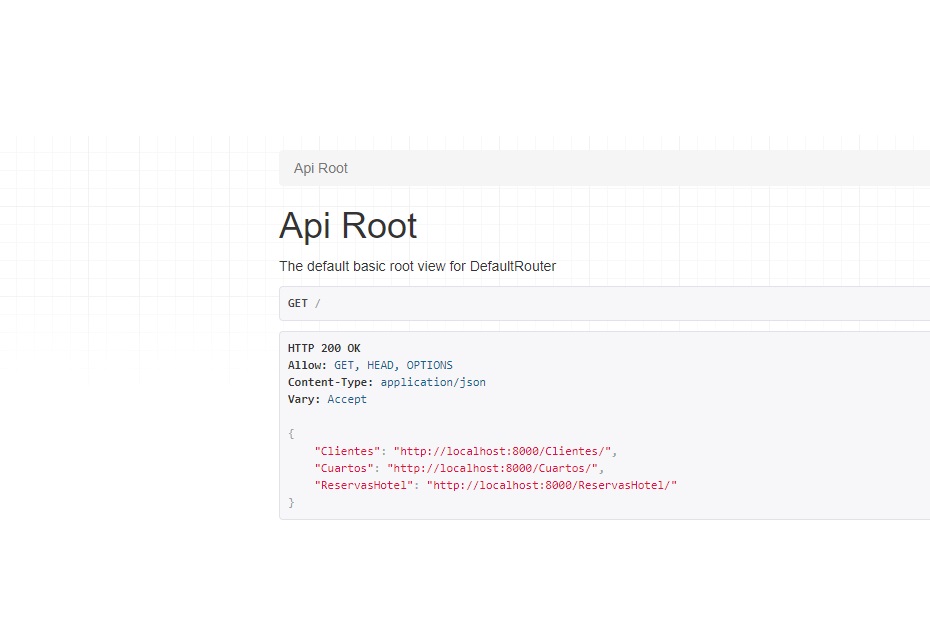 Api Root
Api Root
The default basic root view for DefaultRouter
GET /
HTTP 200 OK
Allow: GET, HEAD, OPTIONS
Content-Type: application/json
Vary: Accept
{
"Clientes": "http://localhost:8000/Clientes/",
"Cuartos": "http://localhost:8000/Cuartos/",
"ReservasHotel": "http://localhost:8000/ReservasHotel/"
}